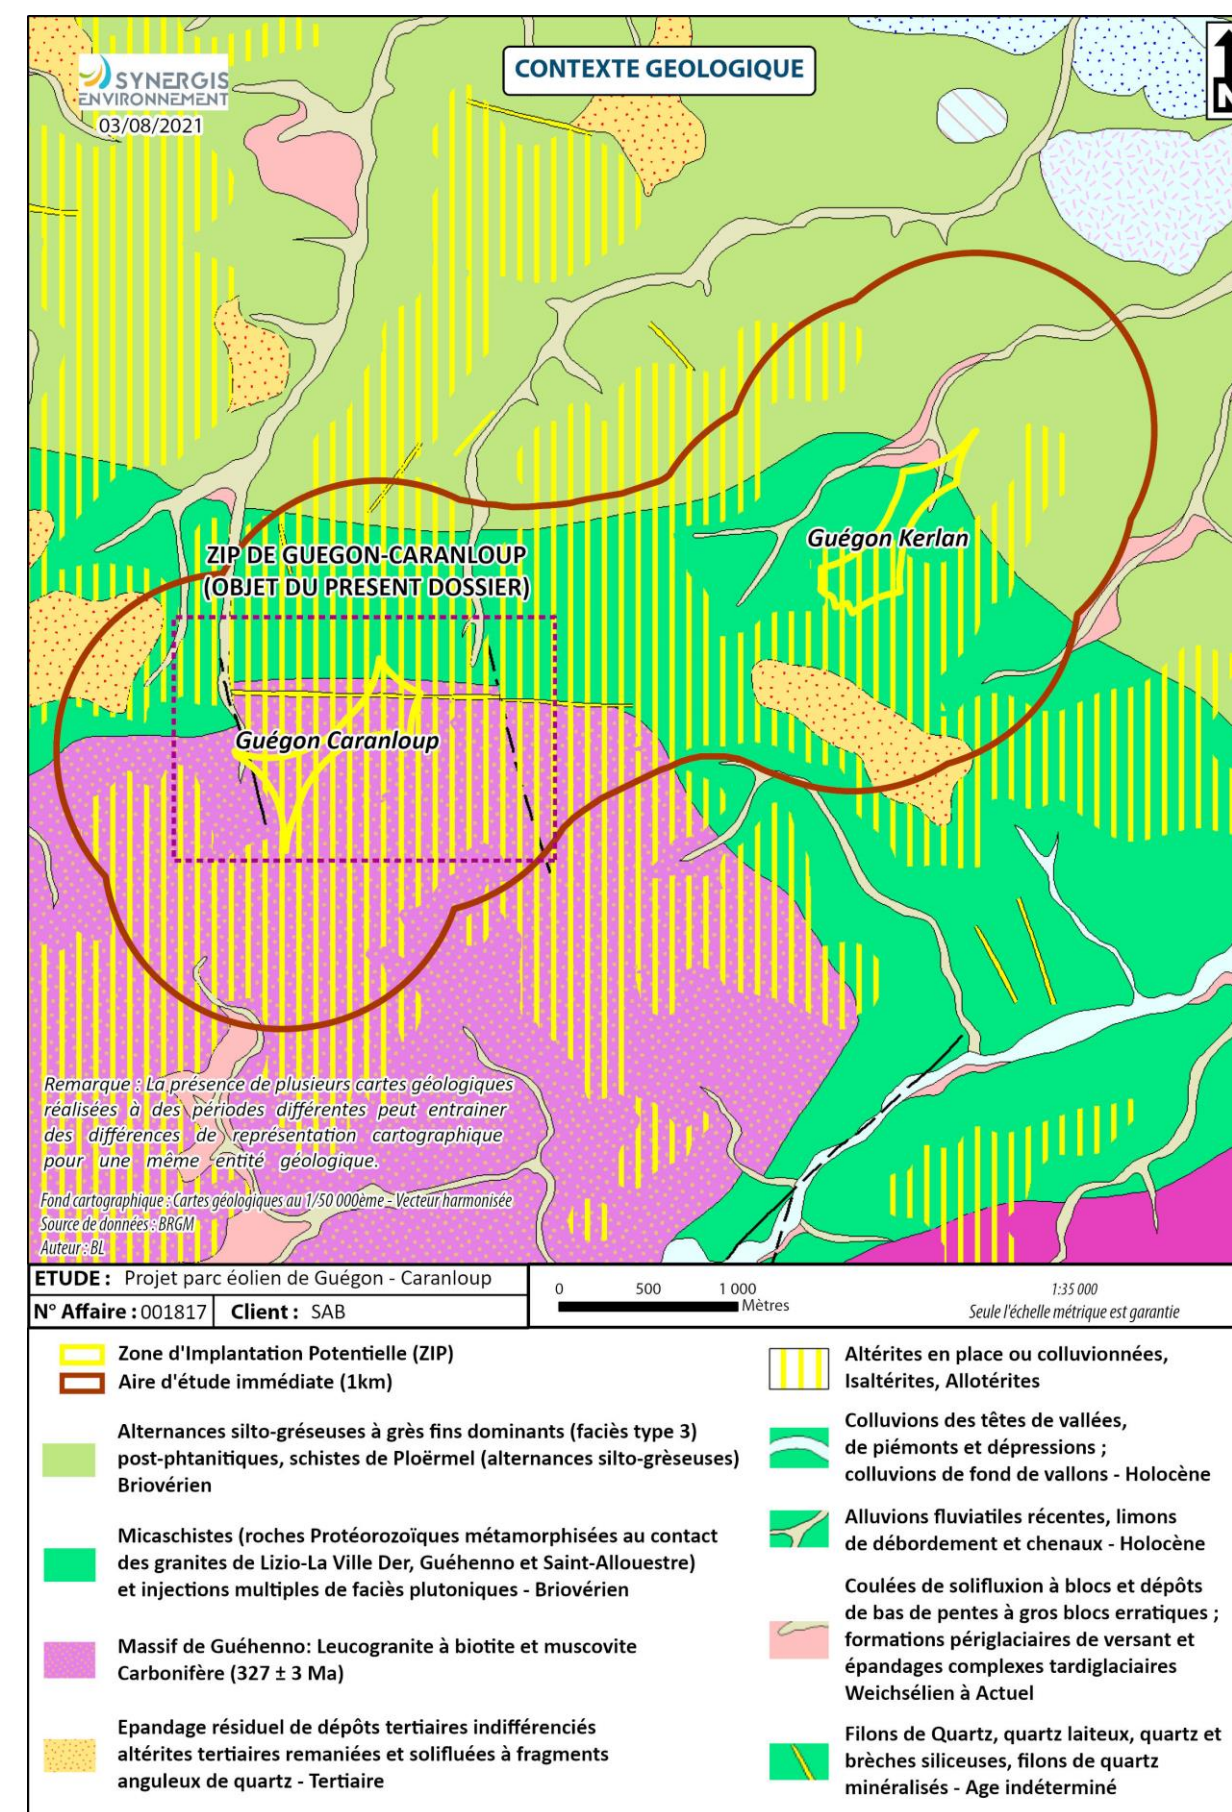 SYNERGIS
ENVIRONNEMENT
03/08/2021
CONTEXTE GEOLOGIQUE
N
ZIP DE GUEGON-CARANLOUP
(OBJET DU PRESENT DOSSIER)
Guégon Kerlan
Guégon Caranloup
Remarque : La présence de plusieurs cartes géologiques
réalisées à des périodes différentes peut entrainer
des différences de représentation cartographique
pour une même entité géologique.
Fond cartographique : Cartes géologiques au 1/50 000ème - Vecteur harmonisée
Source de données : BRGM
Auteur : BL
ETUDE : Projet parc éolien de Guégon - Caranloup
N° Affaire : 001817 Client : SAB
0 500 1 000
Mètres
1:35 000
Seule l'échelle métrique est garantie
Zone d'Implantation Potentielle (ZIP)
Aire d'étude immédiate (1km)
Alternances silto-gréseuses à grès fins dominants (faciès type 3)
post-phtanitiques, schistes de Ploërmel (alternances silto-grèseuses)
Briovérien
Micaschistes (roches Protéorozoïques métamorphisées au contact
des granites de Lizio-La Ville Der, Guéhenno et Saint-Allouestre)
et injections multiples de faciès plutoniques - Briovérien
Massif de Guéhenno: Leucogranite à biotite et muscovite
Carbonifère (327 ± 3 Ma)
Epandage résiduel de dépôts tertiaires indifférenciés
altérites tertiaires remaniées et solifluées à fragments
anguleux de quartz - Tertiaire
Altérites en place ou colluvionnées,
Isaltérites, Allotérites
Colluvions des têtes de vallées,
de piémonts et dépressions ;
colluvions de fond de vallons - Holocène
Alluvions fluviatiles récentes, limons
de débordement et chenaux - Holocène
Coulées de solifluxion à blocs et dépôts
de bas de pentes à gros blocs erratiques ;
formations périglaciaires de versant et
épandages complexes tardiglaciaires
Weichsélien à Actuel
Filons de Quartz, quartz laiteux, quartz et
brèches siliceuses, filons de quartz
minéralisés - Age indéterminé